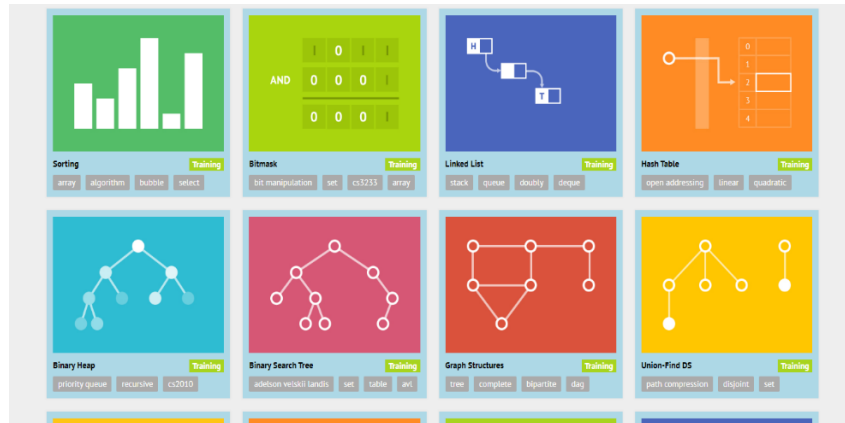 I 0 I I
AND 0 0 0 I
0 0 0 I
H
T
0
1
2
3
4
Sorting Training
array algorithm bubble select
Bitmask Training
bit manipulation set cs3233 array
Linked List Training
stack queue doubly deque
Hash Table Training
open addressing linear quadratic
Binary Heap Training
priority queue recursive cs2010
Binary Search Tree Training
adelson velskii landis set table avl
Graph Structures Training
tree complete bipartite dag
Union-Find DS Training
path compression disjoint set